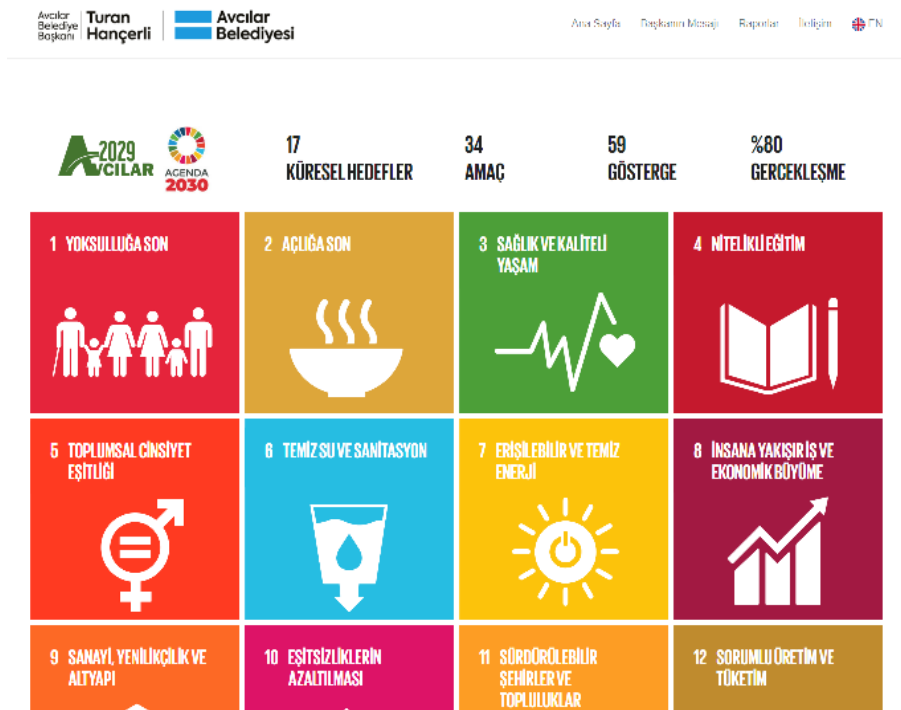 Avcılar
Belediye
Başkanı
Turan
Hançerli
Avcılar
Belediyesi
Ana Sayfa Başkanın Mesajı Raporlar İletişim EN
2029
AVCILAR
AGENDA
2030
17
KÜRESEL HEDEFLER
34
AMAÇ
59
GÖSTERGE
%80
GERCEKLEŞME
1 YOKSULLUĞA SON
2 AÇLIĞA SON
3 SAĞLIK VE KALİTELİ
YAŞAM
4 NİTELİKLİ EĞİTİM
5 TOPLUMSAL CİNSİYET
EŞİTLİĞİ
6 TEMİZ SU VE SANİTASYON
7 ERİŞİLEBİLİR VE TEMİZ
ENERJİ
8 İNSANA YAKIŞIR İŞ VE
EKONOMİK BÜYÜME
9 SANAYİ, YENİLİKÇİLİK VE
ALTYAPI
10 EŞİTSİZLİKLERİN
AZALTILMASI
11 SÜRDÜRÜLEBİLİR
ŞEHİRLER VE
TOPLULUKLAR
12 SORUMLU ÜRETİM VE
TÜKETİM